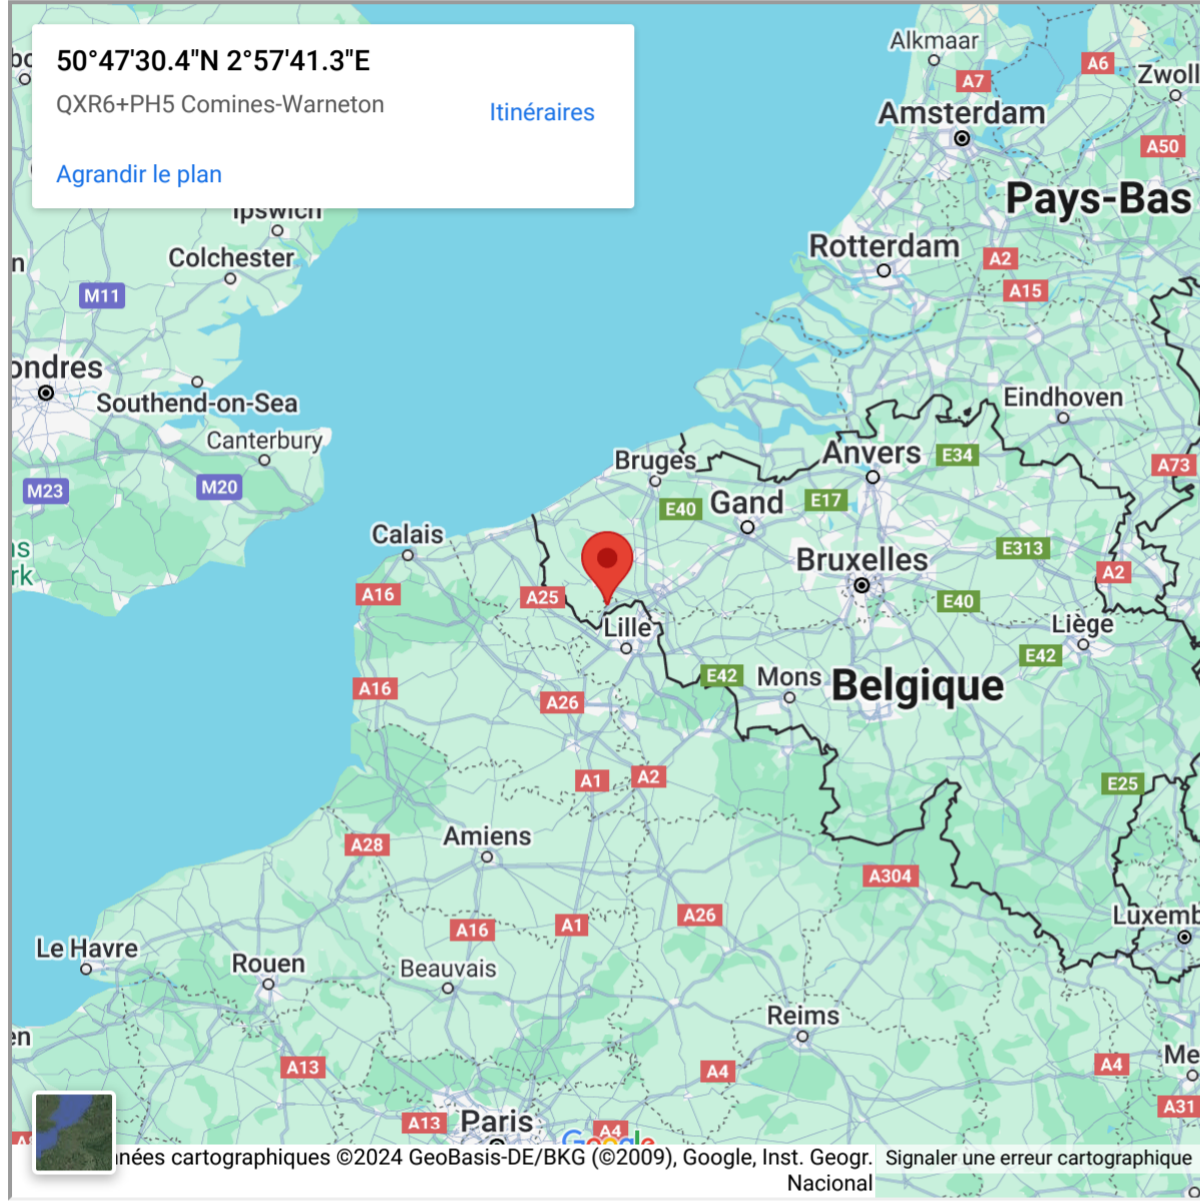 50°47'30.4"N 2°57'41.3"E
QXR6+PH5 Comines-Warneton
Itinéraires
Agrandir le plan
Alkmaar
A7
A6
Zwoll
Amsterdam
A50
Pays-Bas
Ipswich
Colchester
Rotterdam
A2
A15
M11
ondres
Southend-on-Sea
Eindhoven
Canterbury
M23
M20
Bruges
Anvers
E34
A73
E40
Gand
E17
Calais
Bruxelles
E313
A2
A16
A25
E40
Lille
Liège
E42
A16
A26
E42
Mons
Belgique
A1
A2
E25
Amiens
A28
A304
A16
A1
A26
Luxemb
Le Havre
Rouen
Beauvais
Reims
en
A13
A4
A4
Me
A13
Paris
A4
A31
Google
nnées cartographiques ©2024 GeoBasis-DE/BKG (©2009), Google, Inst. Geogr.
Nacional
Signaler une erreur cartographique